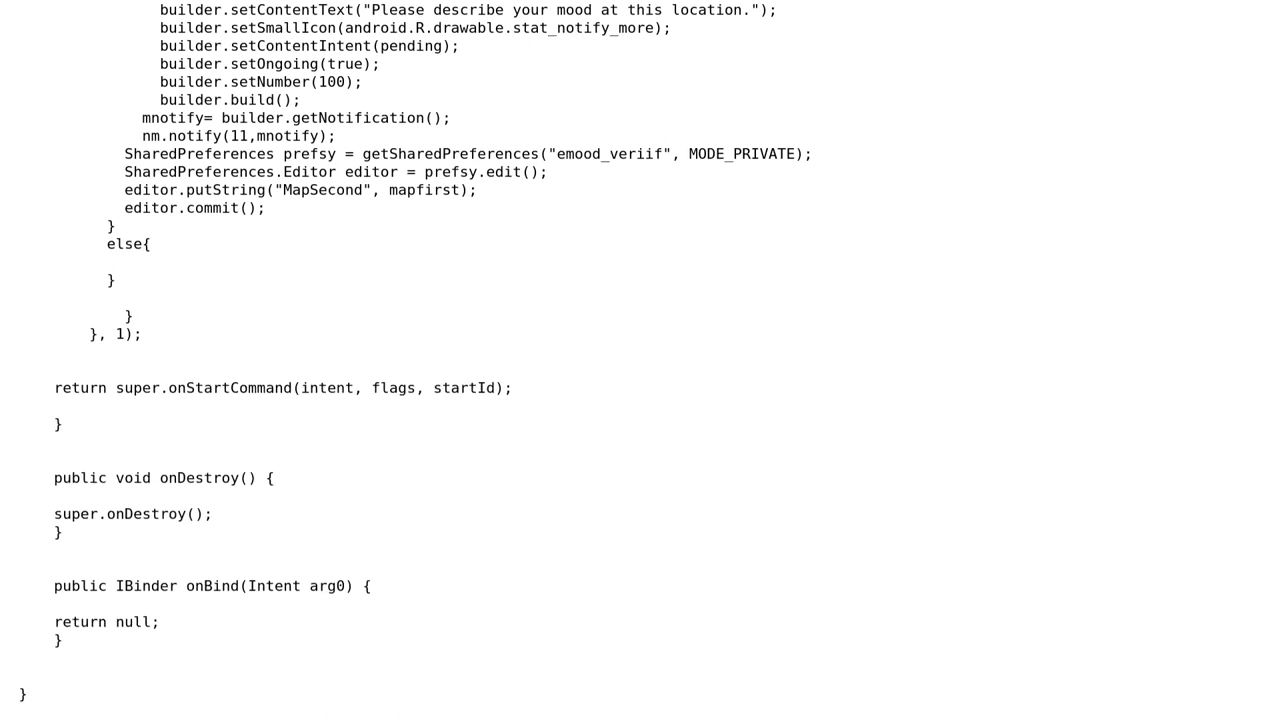 builder.setContentText("Please describe your mood at this location.");
builder.setSmallIcon(android.R.drawable.stat_notify_more);
builder.setContentIntent(pending);
builder.setOngoing(true);
builder.setNumber(100);
builder.build();
mnotify= builder.getNotification();
nm.notify(11,mnotify);
SharedPreferences prefsy = getSharedPreferences("emood_veriif", MODE_PRIVATE);
SharedPreferences.Editor editor = prefsy.edit();
editor.putString("MapSecond", mapfirst);
editor.commit();
}
else{
}
}
}, 1);
return super.onStartCommand(intent, flags, startId);
}
public void onDestroy() {
super.onDestroy();
}
public IBinder onBind(Intent arg0) {
return null;
}
}